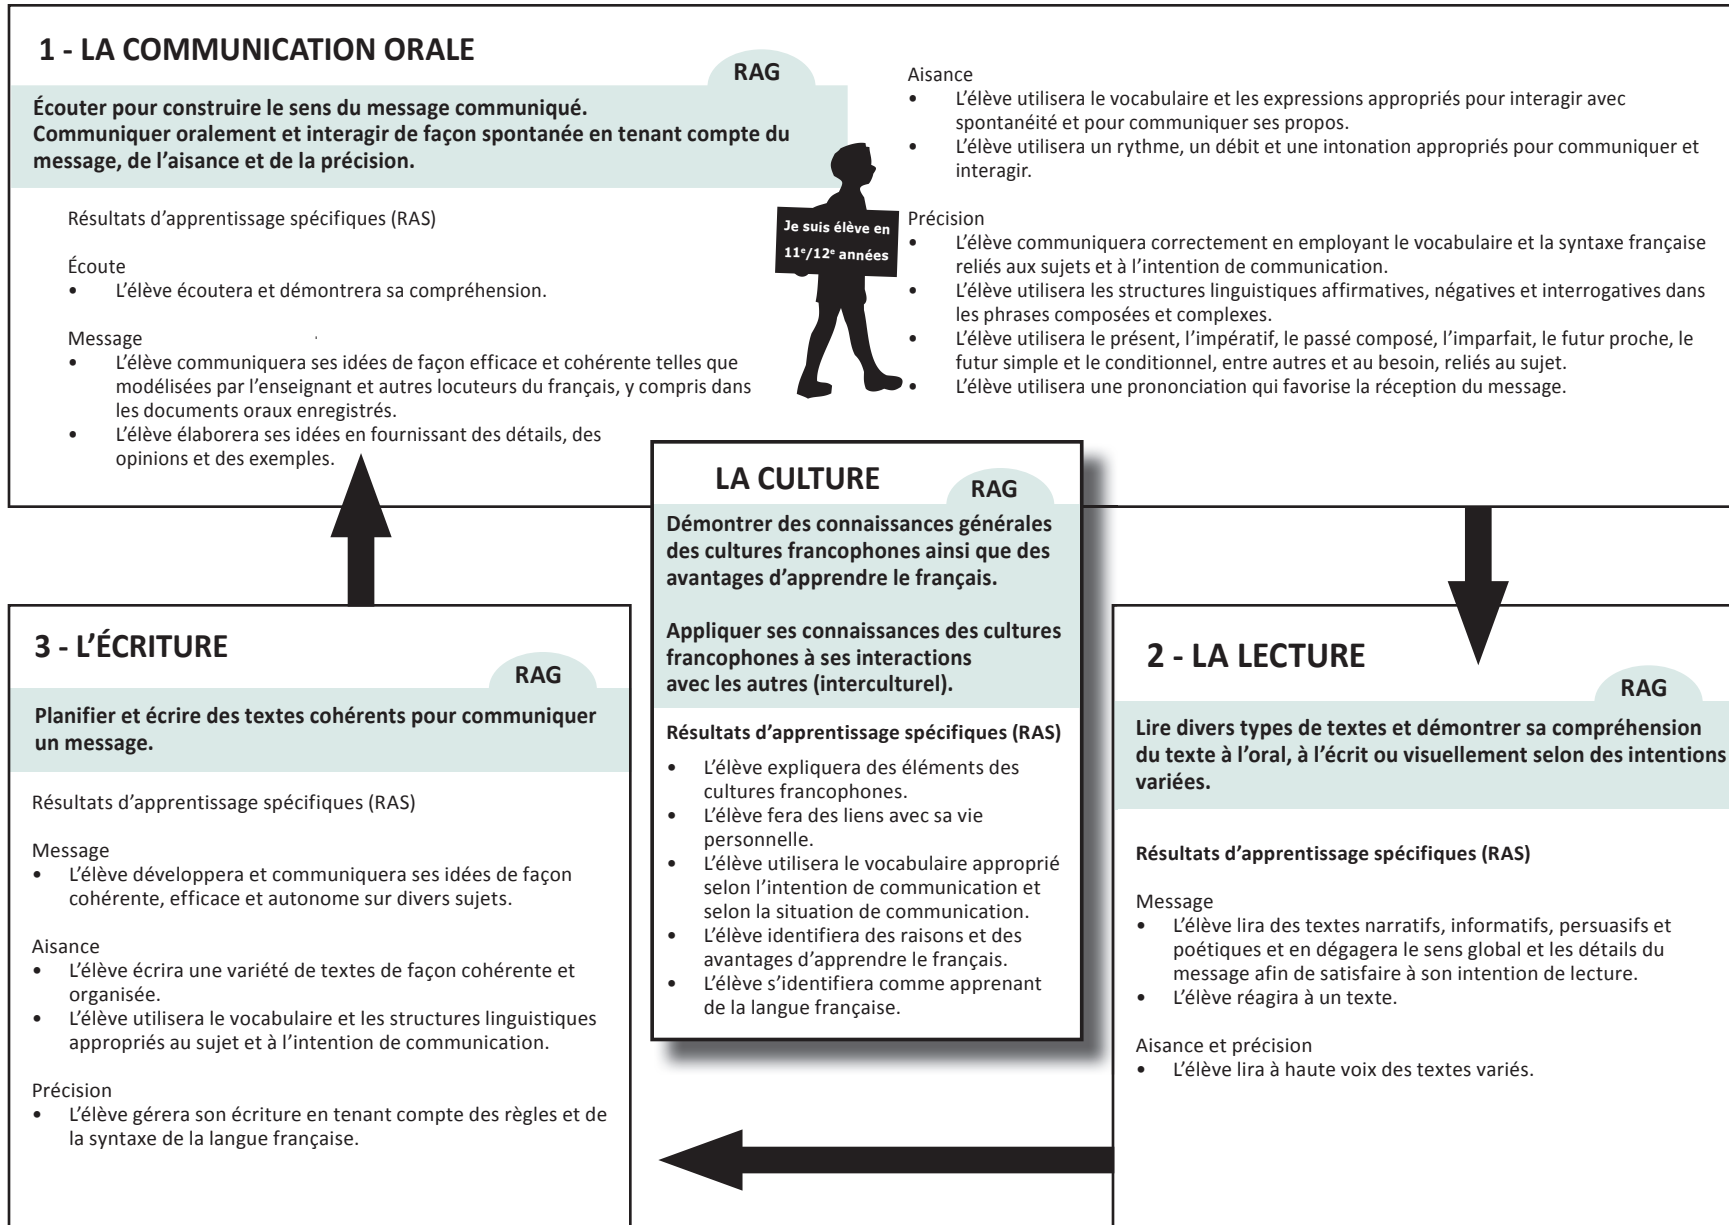 1 - LA COMMUNICATION ORALE
RAG
Écouter pour construire le sens du message communiqué.
Communiquer oralement et interagir de façon spontanée en tenant compte du
message, de l’aisance et de la précision.
Résultats d’apprentissage spécifiques (RAS)
Écoute
• L’élève écoutera et démontrera sa compréhension.
Message
• L’élève communiquera ses idées de façon efficace et cohérente telles que
modélisées par l’enseignant et autres locuteurs du français, y compris dans
les documents oraux enregistrés.
• L’élève élaborera ses idées en fournissant des détails, des
opinions et des exemples.
Je suis élève en
11e/12e années
Aisance
• L’élève utilisera le vocabulaire et les expressions appropriés pour interagir avec
spontanéité et pour communiquer ses propos.
• L’élève utilisera un rythme, un débit et une intonation appropriés pour communiquer et
interagir.
Précision
• L’élève communiquera correctement en employant le vocabulaire et la syntaxe française
reliés aux sujets et à l’intention de communication.
• L’élève utilisera les structures linguistiques affirmatives, négatives et interrogatives dans
les phrases composées et complexes.
• L’élève utilisera le présent, l’impératif, le passé composé, l’imparfait, le futur proche, le
futur simple et le conditionnel, entre autres et au besoin, reliés au sujet.
• L’élève utilisera une prononciation qui favorise la réception du message.
LA CULTURE
RAG
Démontrer des connaissances générales
des cultures francophones ainsi que des
avantages d’apprendre le français.
Appliquer ses connaissances des cultures
francophones à ses interactions
avec les autres (interculturel).
Résultats d’apprentissage spécifiques (RAS)
• L’élève expliquera des éléments des
cultures francophones.
• L’élève fera des liens avec sa vie
personnelle.
• L’élève utilisera le vocabulaire approprié
selon l’intention de communication et
selon la situation de communication.
• L’élève identifiera des raisons et des
avantages d’apprendre le français.
• L’élève s’identifiera comme apprenant
de la langue française.
2 - LA LECTURE
RAG
Lire divers types de textes et démontrer sa compréhension
du texte à l’oral, à l’écrit ou visuellement selon des intentions
variées.
Résultats d’apprentissage spécifiques (RAS)
Message
• L’élève lira des textes narratifs, informatifs, persuasifs et
poétiques et en dégagera le sens global et les détails du
message afin de satisfaire à son intention de lecture.
• L’élève réagira à un texte.
Aisance et précision
• L’élève lira à haute voix des textes variés.
3 - L’ÉCRITURE
RAG
Planifier et écrire des textes cohérents pour communiquer
un message.
Résultats d’apprentissage spécifiques (RAS)
Message
• L’élève développera et communiquera ses idées de façon
cohérente, efficace et autonome sur divers sujets.
Aisance
• L’élève écrira une variété de textes de façon cohérente et
organisée.
• L’élève utilisera le vocabulaire et les structures linguistiques
appropriés au sujet et à l’intention de communication.
Précision
• L’élève gérera son écriture en tenant compte des règles et de
la syntaxe de la langue française.